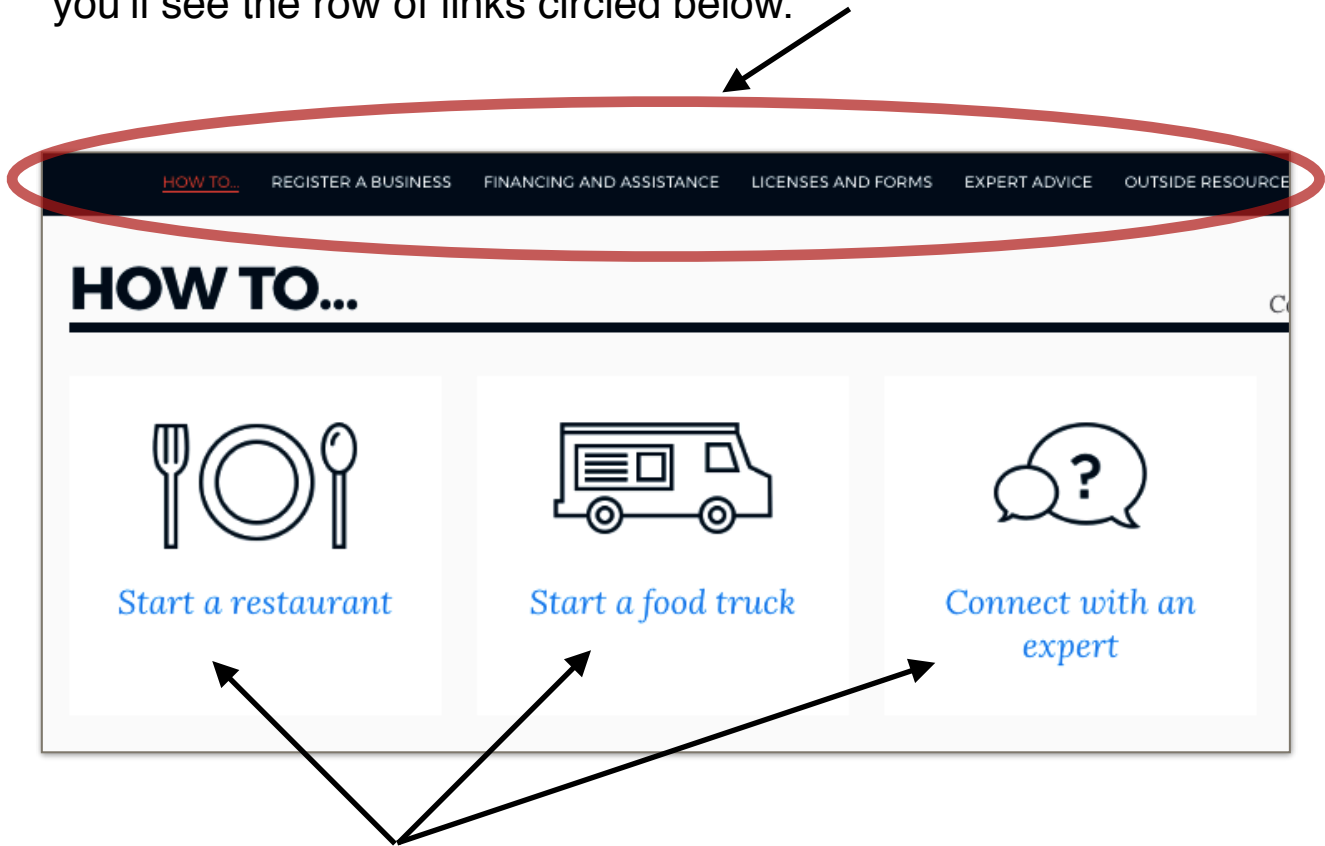 you'll see the row of links circled below.
HOW TO... REGISTER A BUSINESS FINANCING AND ASSISTANCE LICENSES AND FORMS EXPERT ADVICE OUTSIDE RESOURCE
HOW TO...
?
Start a restaurant
Start a food truck
Connect with an
expert